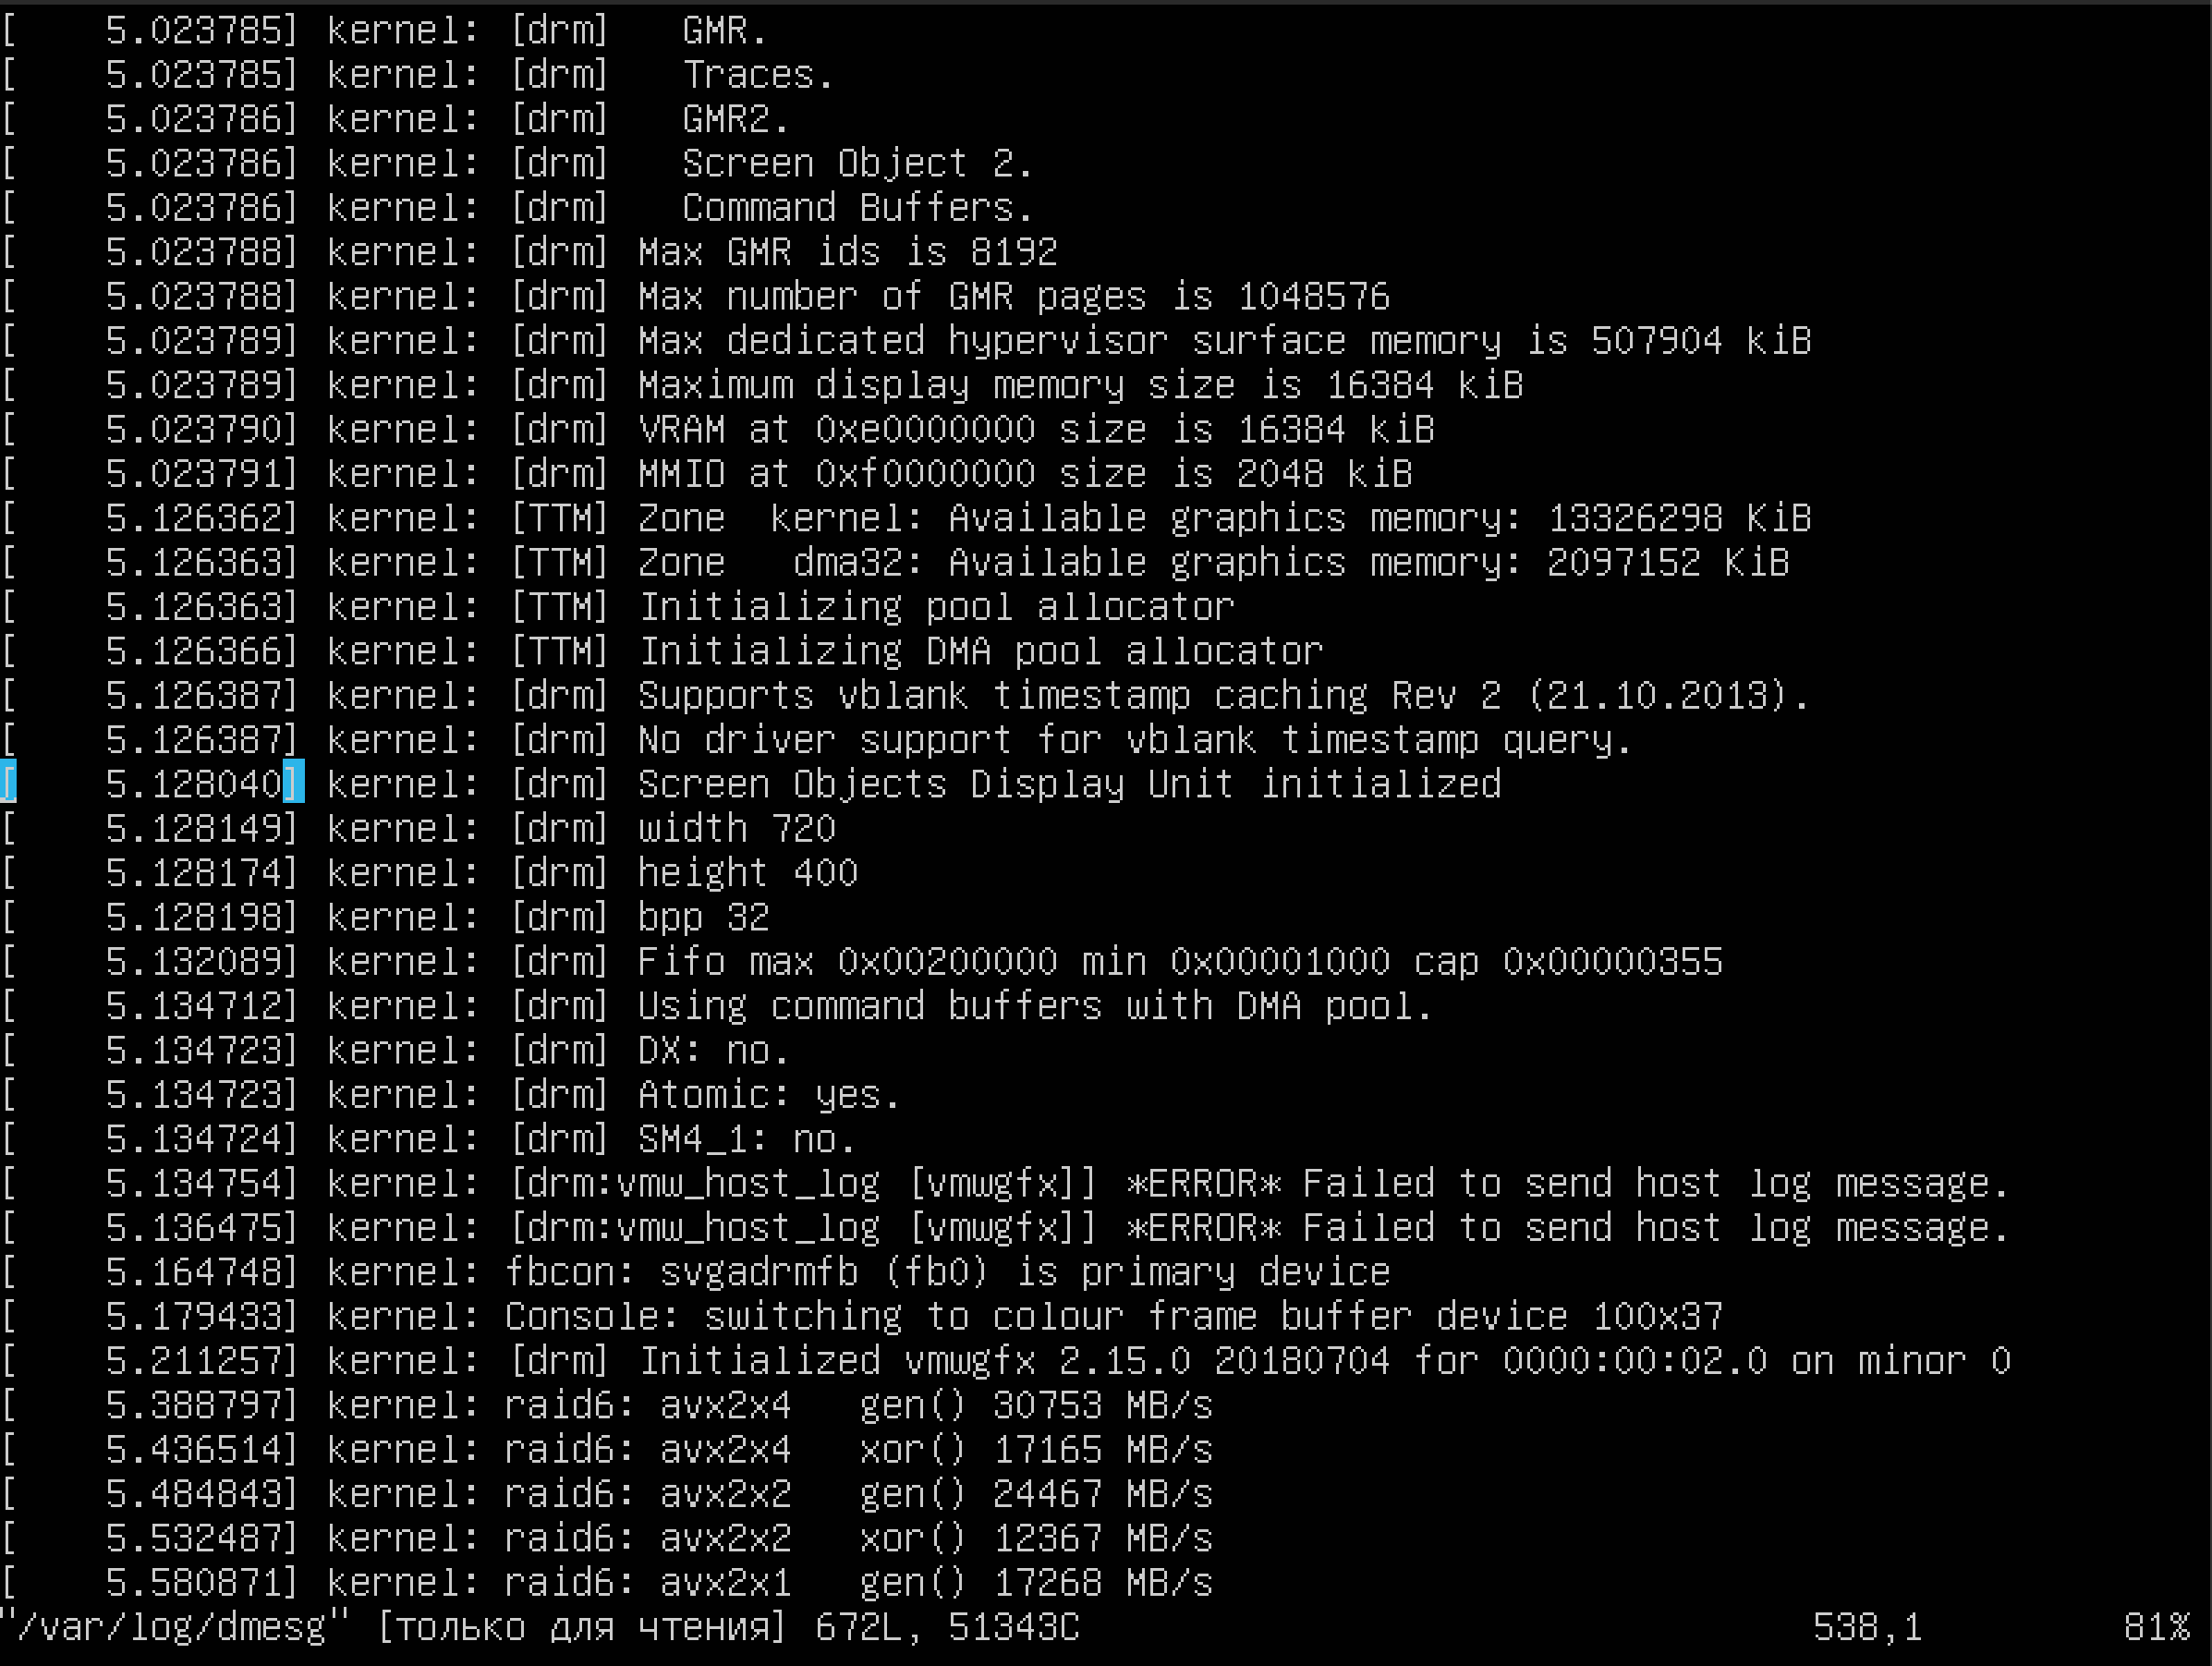 [    5.023785] kernel: [drm]   GMR.
[    5.023785] kernel: [drm]   Traces.
[    5.023786] kernel: [drm]   GMR2.
[    5.023786] kernel: [drm]   Screen Object 2.
[    5.023786] kernel: [drm]   Command Buffers.
[    5.023788] kernel: [drm] Max GMR ids is 8192
[    5.023788] kernel: [drm] Max number of GMR pages is 1048576
[    5.023789] kernel: [drm] Max dedicated hypervisor surface memory is 507904 kiB
[    5.023789] kernel: [drm] Maximum display memory size is 16384 kiB
[    5.023790] kernel: [drm] VRAM at 0xe0000000 size is 16384 kiB
[    5.023791] kernel: [drm] MMIO at 0xf0000000 size is 2048 kiB
[    5.126362] kernel: [TTM] Zone  kernel: Available graphics memory: 13326298 KiB
[    5.126363] kernel: [TTM] Zone   dma32: Available graphics memory: 2097152 KiB
[    5.126363] kernel: [TTM] Initializing pool allocator
[    5.126366] kernel: [TTM] Initializing DMA pool allocator
[    5.126387] kernel: [drm] Supports vblank timestamp caching Rev 2 (21.10.2013).
[    5.126387] kernel: [drm] No driver support for vblank timestamp query.
[    5.128040] kernel: [drm] Screen Objects Display Unit initialized
[    5.128149] kernel: [drm] width 720
[    5.128174] kernel: [drm] height 400
[    5.128198] kernel: [drm] bpp 32
[    5.132089] kernel: [drm] Fifo max 0x00200000 min 0x00001000 cap 0x00000355
[    5.134712] kernel: [drm] Using command buffers with DMA pool.
[    5.134723] kernel: [drm] DX: no.
[    5.134723] kernel: [drm] Atomic: yes.
[    5.134724] kernel: [drm] SM4_1: no.
[    5.134754] kernel: [drm:vmw_host_log [vmwgfx]] *ERROR* Failed to send host log message.
[    5.136475] kernel: [drm:vmw_host_log [vmwgfx]] *ERROR* Failed to send host log message.
[    5.164748] kernel: fbcon: svgadrmfb (fb0) is primary device
[    5.179433] kernel: Console: switching to colour frame buffer device 100x37
[    5.211257] kernel: [drm] Initialized vmwgfx 2.15.0 20180704 for 0000:00:02.0 on minor 0
[    5.388797] kernel: raid6: avx2x4   gen() 30753 MB/s
[    5.436514] kernel: raid6: avx2x4   xor() 17165 MB/s
[    5.484843] kernel: raid6: avx2x2   gen() 24467 MB/s
[    5.532487] kernel: raid6: avx2x2   xor() 12367 MB/s
[    5.580871] kernel: raid6: avx2x1   gen() 17268 MB/s
"/var/log/dmesg" [только для чтения] 672L, 51343C 538,1 81%